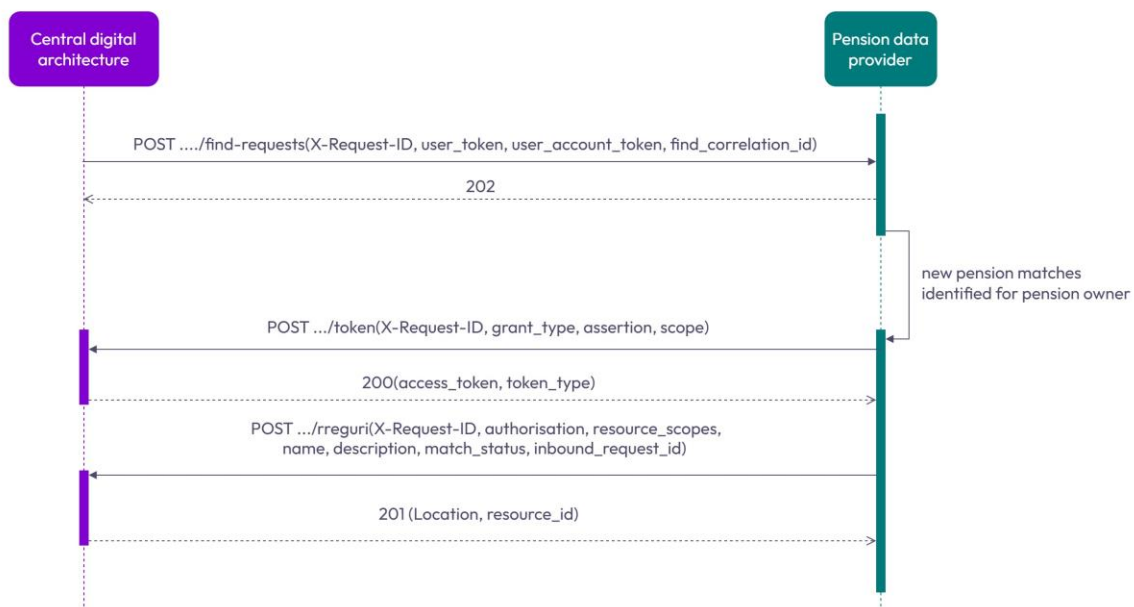 Central digital
architecture
Pension data
provider
POST ..../find-requests(X-Request-ID, user_token, user_account_token, find_correlation_id)
202
new pension matches
identified for pension owner
POST .../token(X-Request-ID, grant_type, assertion, scope)
200(access_token, token_type)
POST .../rreguri(X-Request-ID, authorisation, resource_scopes,
name, description, match_status, inbound_request_id)
201 (Location, resource_id)